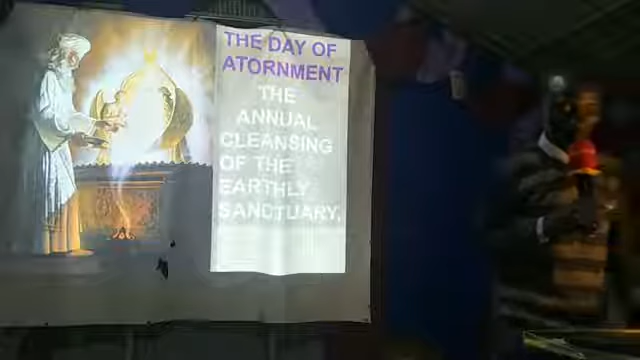 THE DAY OF
ATORNMENT
THE
ANNUAL
CLEANSING
OF THE
EARTHLY
SANCTUARY.